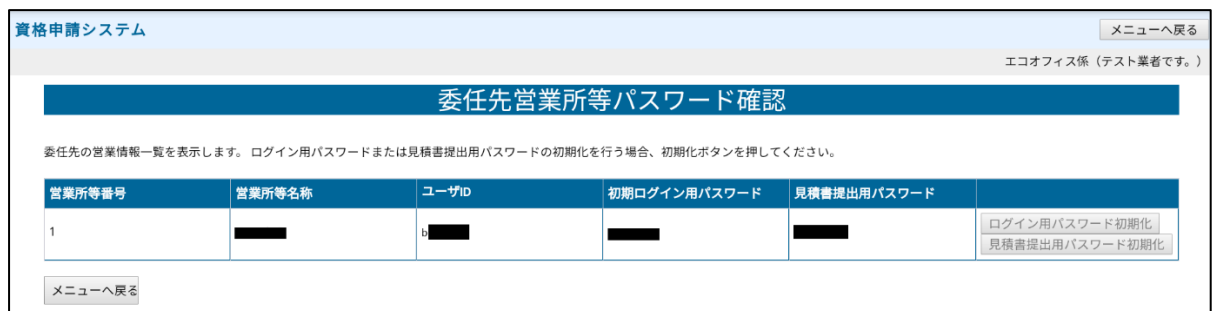 資格申請システム
メニューへ戻る
エコオフィス係（テスト業者です。）
委任先営業所等パスワード確認
委任先の営業情報一覧を表示します。 ログイン用パスワードまたは見積書提出用パスワードの初期化を行う場合、初期化ボタンを押してください。
営業所等番号 営業所等名称 ユーザID 初期ログイン用パスワード 見積書提出用パスワード
1 b ログイン用パスワード初期化
見積書提出用パスワード初期化
メニューへ戻る